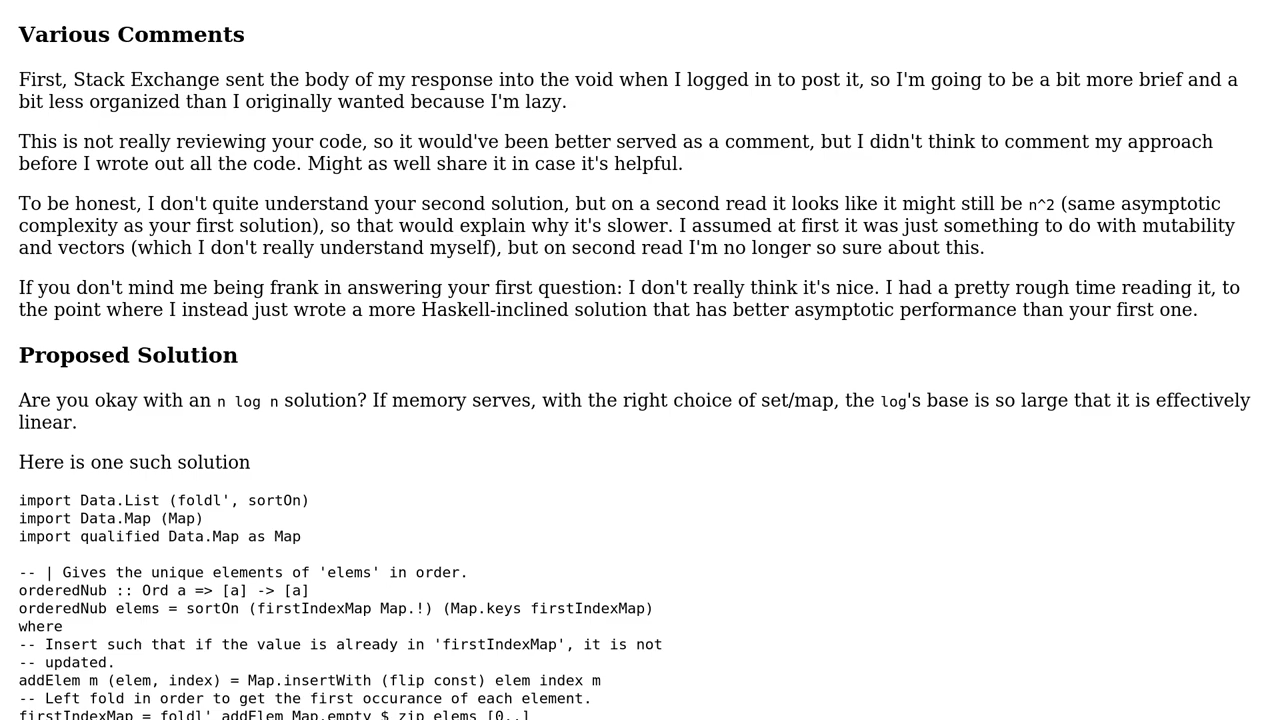 Various Comments
First, Stack Exchange sent the body of my response into the void when I logged in to post it, so I'm going to be a bit more brief and a
bit less organized than I originally wanted because I'm lazy.
This is not really reviewing your code, so it would've been better served as a comment, but I didn't think to comment my approach
before I wrote out all the code. Might as well share it in case it's helpful.
To be honest, I don't quite understand your second solution, but on a second read it looks like it might still be n^2 (same asymptotic
complexity as your first solution), so that would explain why it's slower. I assumed at first it was just something to do with mutability
and vectors (which I don't really understand myself), but on second read I'm no longer so sure about this.
If you don't mind me being frank in answering your first question: I don't really think it's nice. I had a pretty rough time reading it, to
the point where I instead just wrote a more Haskell-inclined solution that has better asymptotic performance than your first one.
Proposed Solution
Are you okay with an n log n solution? If memory serves, with the right choice of set/map, the log's base is so large that it is effectively
linear.
Here is one such solution
import Data.List (foldl', sortOn)
import Data.Map (Map)
import qualified Data.Map as Map
-- | Gives the unique elements of 'elems' in order.
orderedNub :: Ord a => [a] -> [a]
orderedNub elems = sortOn (firstIndexMap Map.!) (Map.keys firstIndexMap)
where
-- Insert such that if the value is already in 'firstIndexMap', it is not
-- updated.
addElem m (elem, index) = Map.insertWith (flip const) elem index m
-- Left fold in order to get the first occurance of each element.
firstIndexMap = foldl' addElem Map.empty $ zip elems [0..]